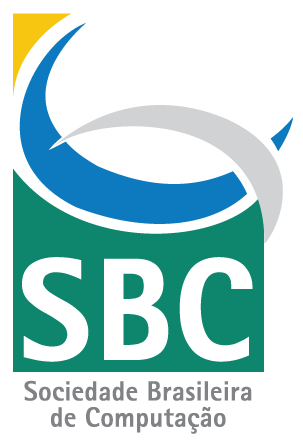 SBC
Sociedade Brasileira
de Computação